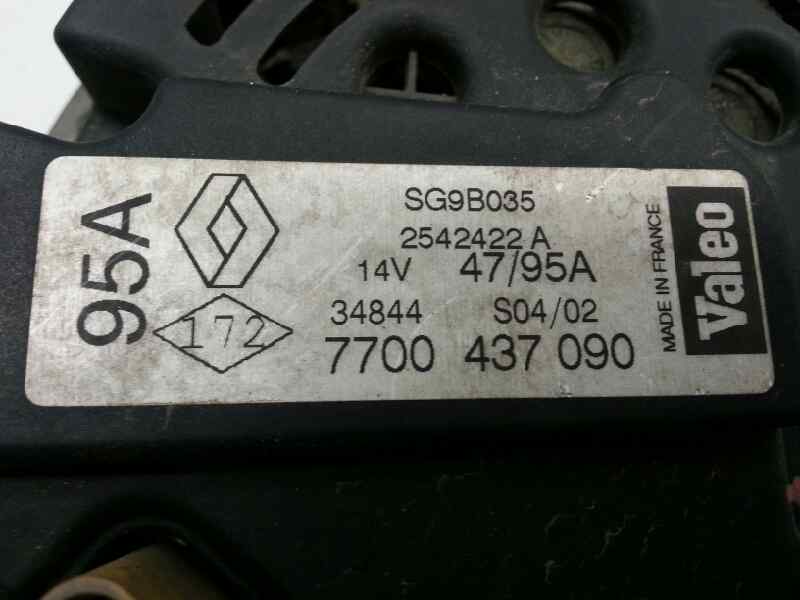 95A
172
SG9B035
2542422 A
14V 47/95A
34844 S04/02
7700 437 090
MADE IN FRANCE
Valeo